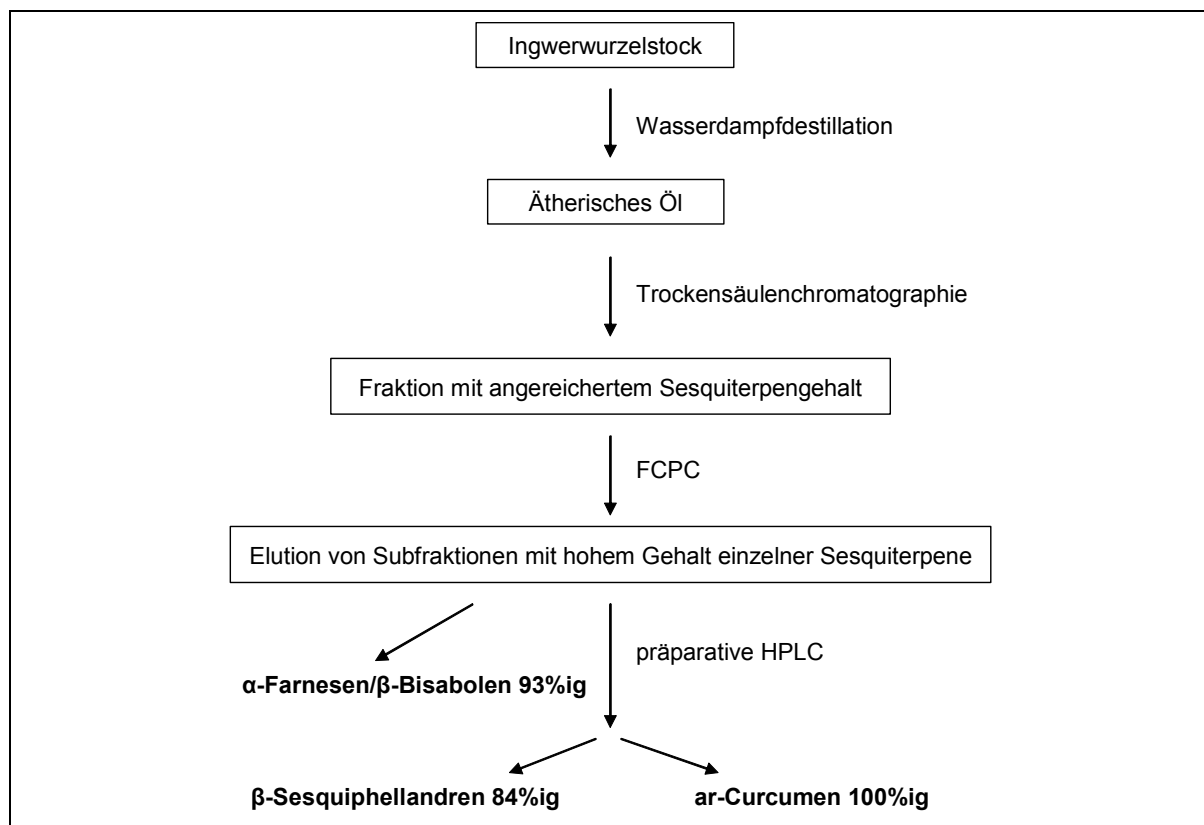 Ingwerwurzelstock
Wasserdampfdestillation
Ätherisches Öl
Trockensäulenchromatographie
Fraktion mit angereichertem Sesquiterpengehalt
FCPC
Elution von Subfraktionen mit hohem Gehalt einzelner Sesquiterpene
präparative HPLC
α-Farnesen/β-Bisabolen 93%ig
β-Sesquiphellandren 84%ig
ar-Curcumen 100%ig